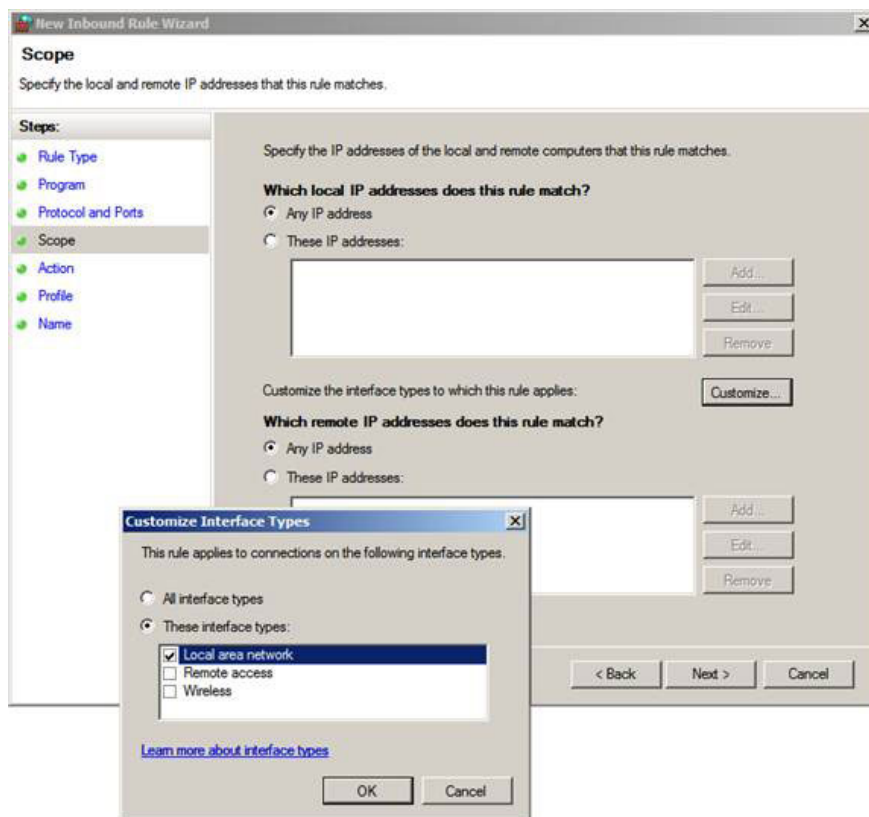 New Inbound Rule Wizard
Scope
Specify the local and remote IP addresses that this rule matches.
Steps:
Rule Type
Program
Protocol and Ports
Scope
Action
Profile
Name
Specify the IP addresses of the local and remote computers that this rule matches.
Which local IP addresses does this rule match?
Any IP address
These IP addresses:
Add...
Edit...
Remove
Customize the interface types to which this rule applies:
Customize...
Which remote IP addresses does this rule match?
Any IP address
These IP addresses:
Add...
Edit...
Remove
< Back
Next >
Cancel
Customize Interface Types
This rule applies to connections on the following interface types.
All interface types
These interface types:
Local area network
Remote access
Wireless
Learn more about interface types
OK
Cancel